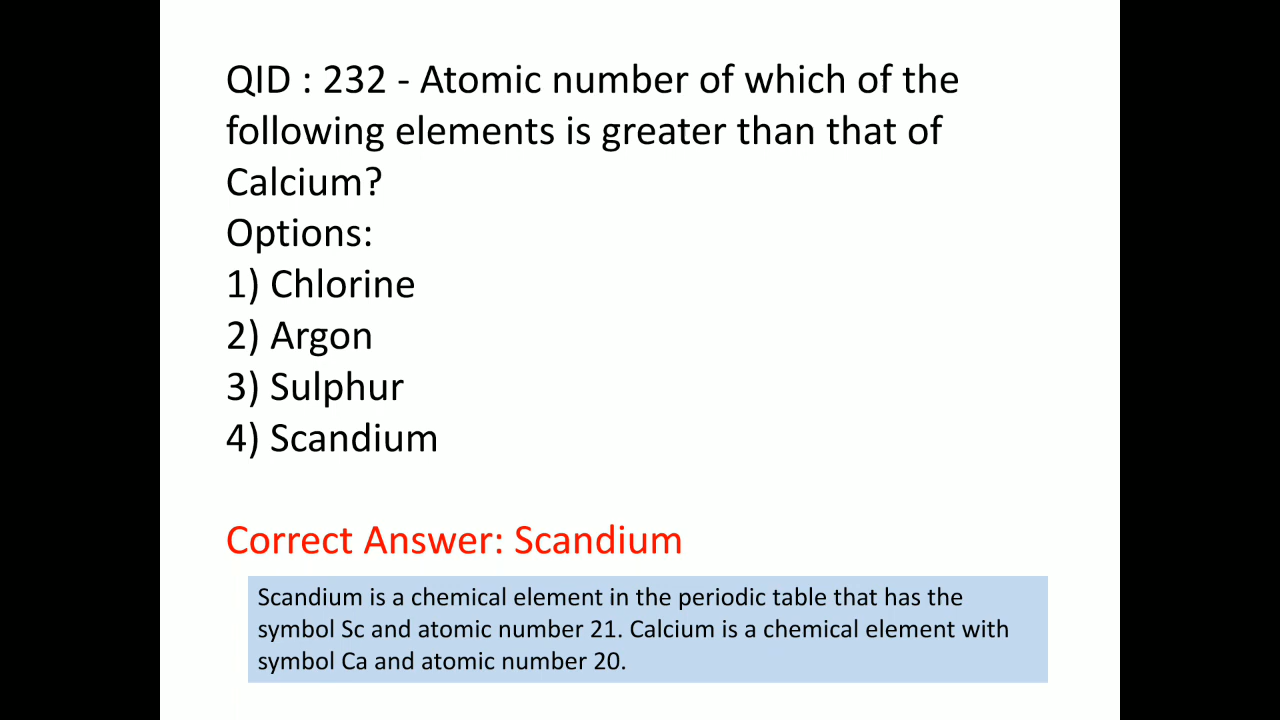 QID : 232 - Atomic number of which of the
following elements is greater than that of
Calcium?
Options:
1) Chlorine
2) Argon
3) Sulphur
4) Scandium
Correct Answer: Scandium
Scandium is a chemical element in the periodic table that has the
symbol Sc and atomic number 21. Calcium is a chemical element with
symbol Ca and atomic number 20.